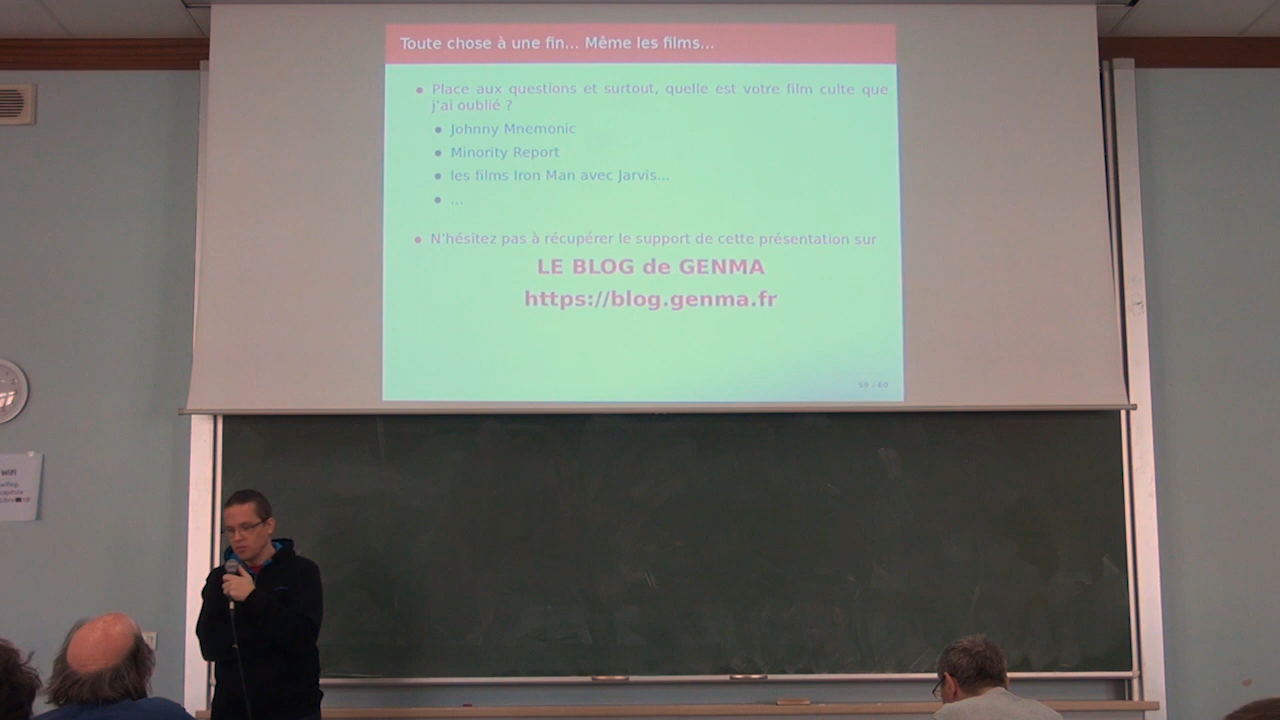 Toute chose à une fin... Même les films...
Place aux questions et surtout, quelle est votre film culte que
j'ai oublié ?
Johnny Mnemonic
Minority Report
les films Iron Man avec Jarvis...
...
N'hésitez pas à récupérer le support de cette présentation sur
LE BLOG de GENMA
https://blog.genma.fr
59 / 60
WiFi